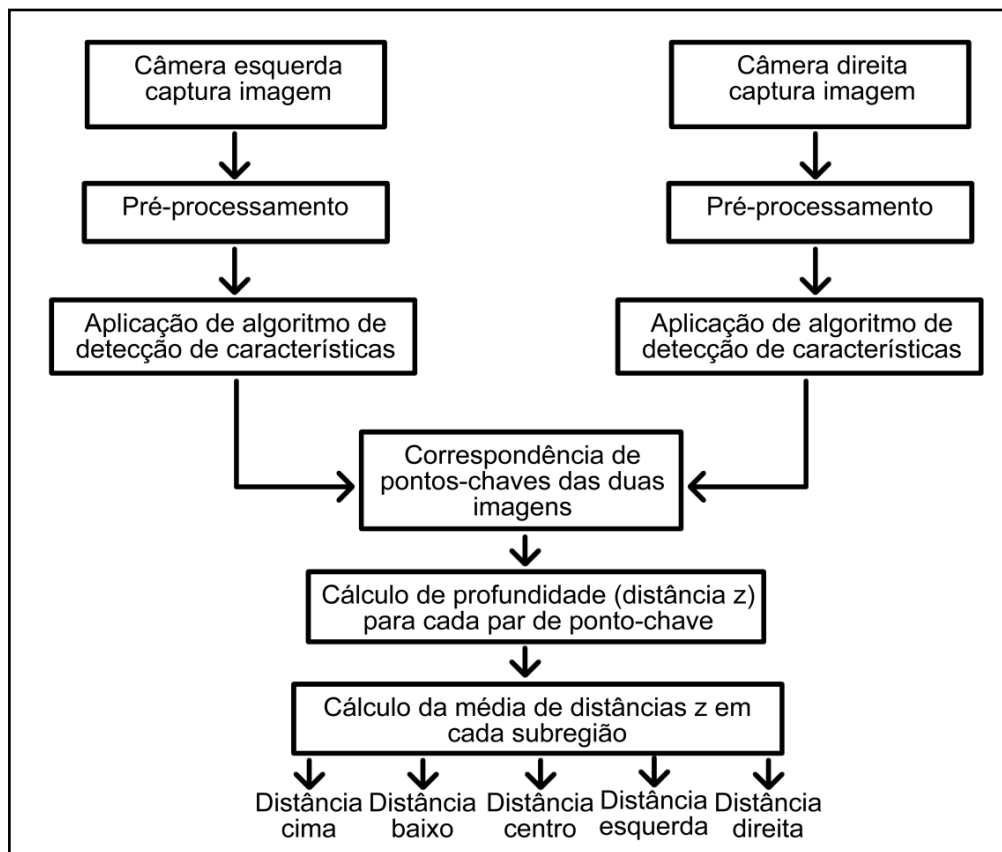 Câmera esquerda
captura imagem
Câmera direita
captura imagem
Pré-processamento
Pré-processamento
Aplicação de algoritmo de
detecção de características
Aplicação de algoritmo de
detecção de características
Correspondência de
pontos-chaves das duas
imagens
Cálculo de profundidade (distância z)
para cada par de ponto-chave
Cálculo da média de distâncias z em
cada subregião
Distância
cima
Distância
baixo
Distância
centro
Distância
esquerda
Distância
direita